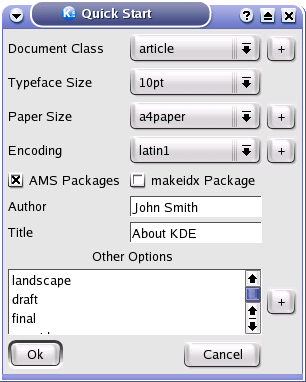 Quick Start
Document Class article
Typeface Size 10pt
Paper Size a4paper
Encoding latin1
AMS Packages makeidx Package
Author John Smith
Title About KDE
Other Options
landscape
draft
final
Ok Cancel